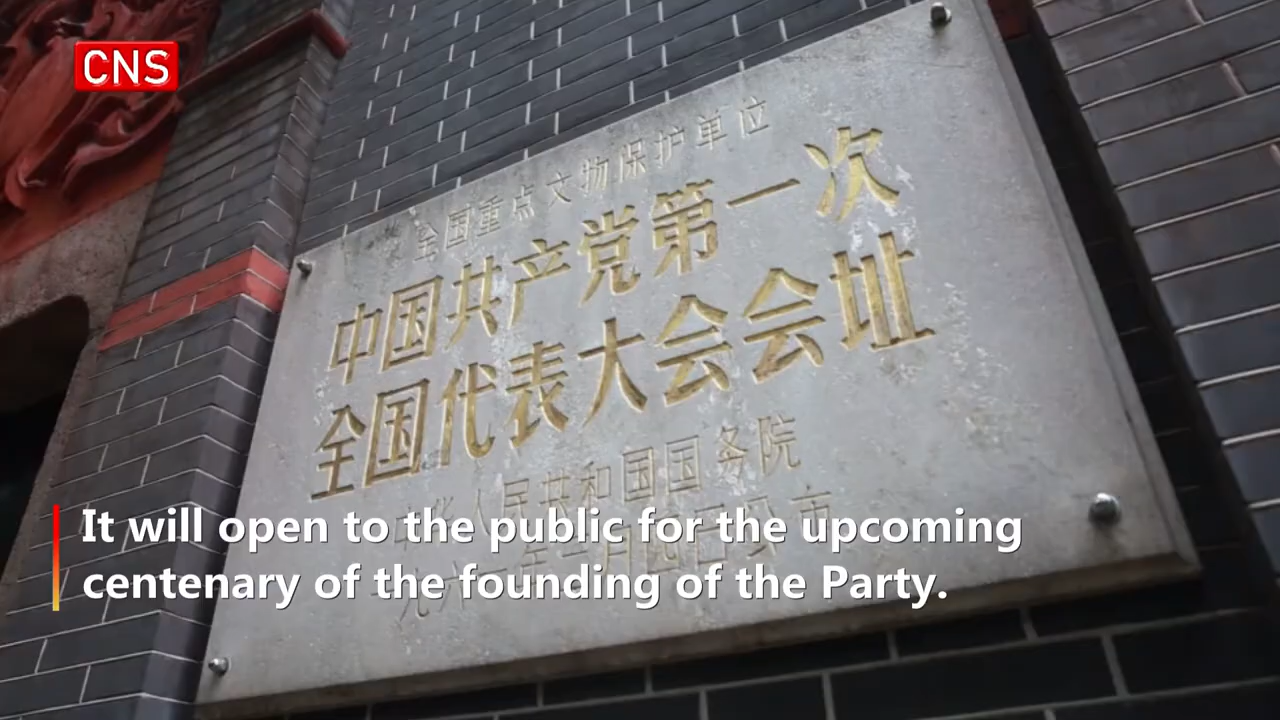 CNS
全国重点文物保护单位
中国共产党第一次
全国代表大会会址
中华人民共和国国务院
It will open to the public for the upcoming
centenary of the founding of the Party.